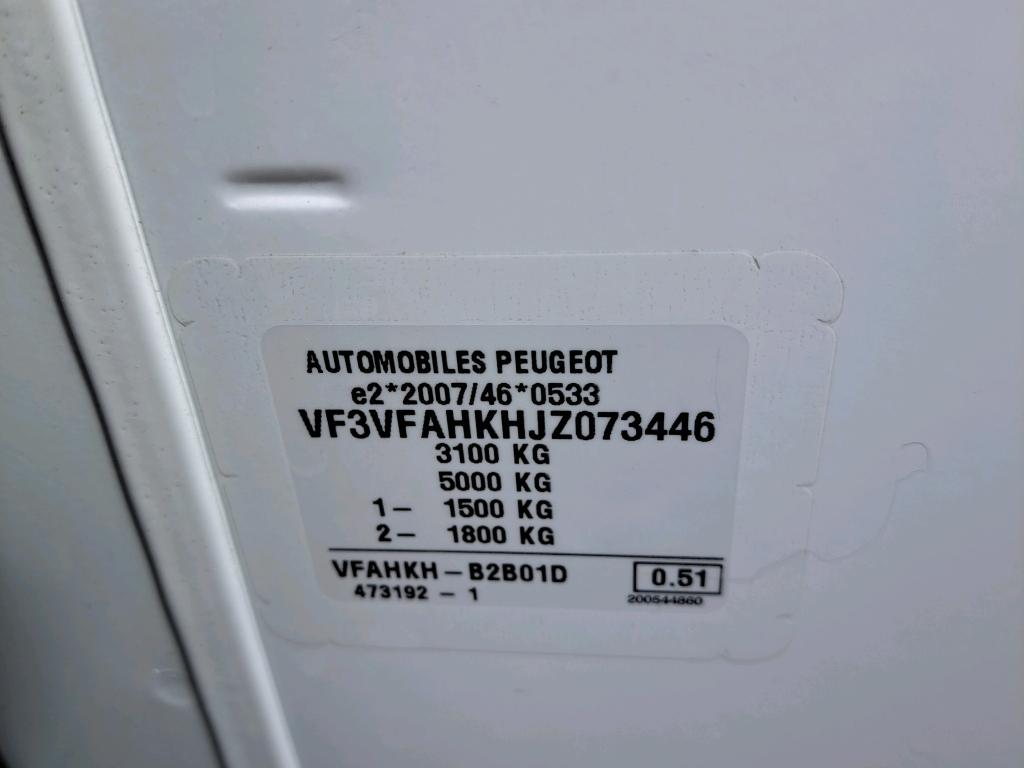 AUTOMOBILES PEUGEOT
e2*2007/46*0533
VF3VFAHKHJZ073446
3100 KG
5000 KG
1- 1500 KG
2- 1800 KG
VFAHKH-B2B01D 0.51
473192-1 200544860